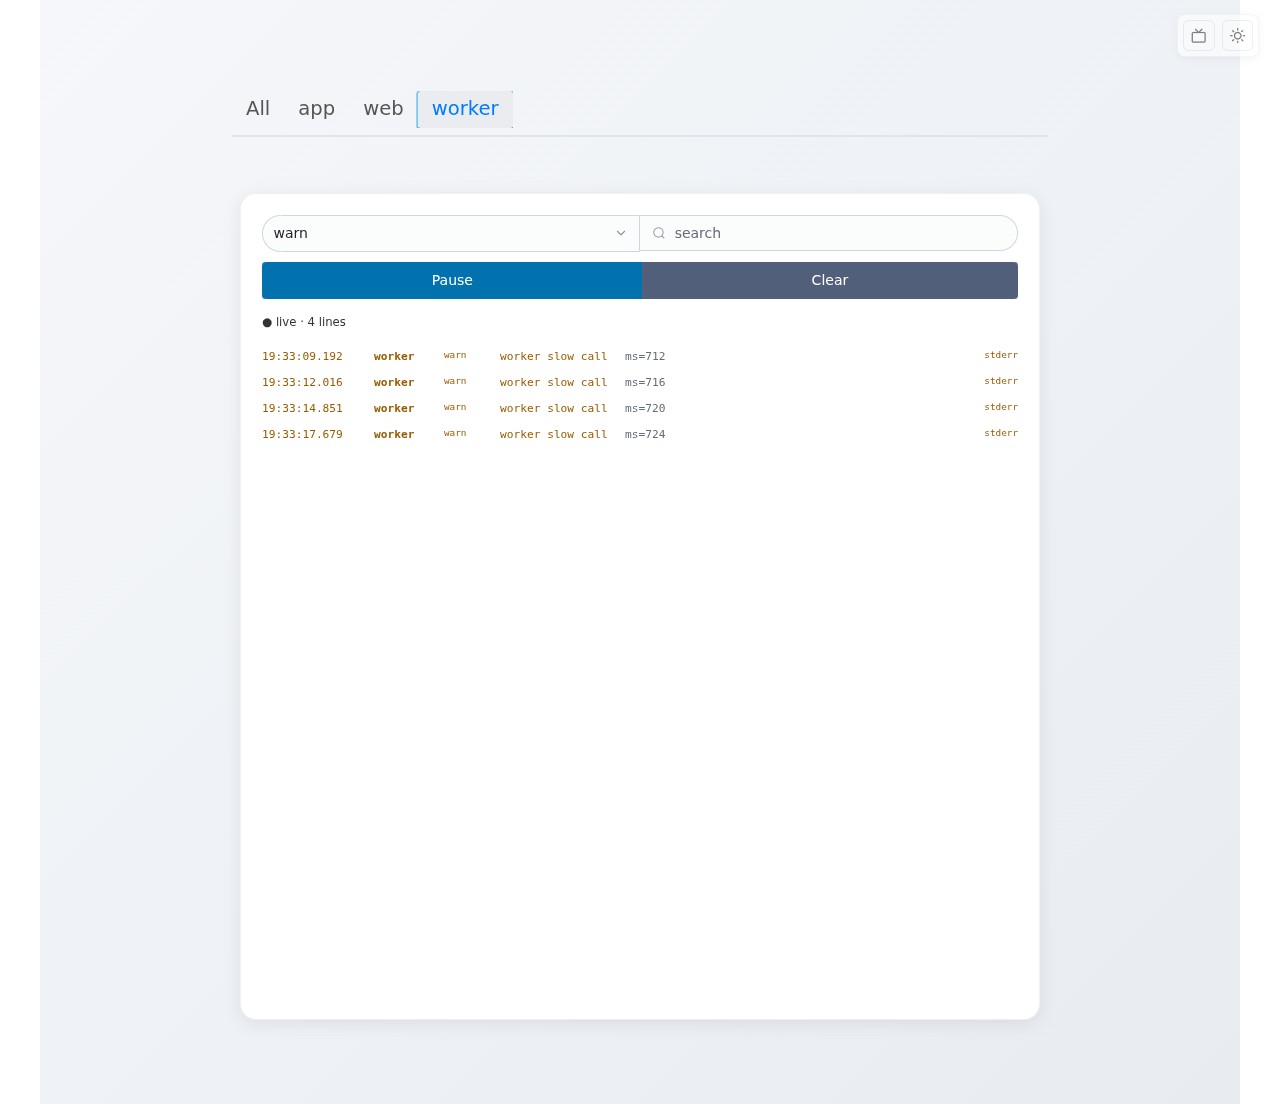 All app web worker
warn search
Pause Clear
● live · 4 lines
19:33:09.192 worker warn worker slow call ms=712 stderr
19:33:12.016 worker warn worker slow call ms=716 stderr
19:33:14.851 worker warn worker slow call ms=720 stderr
19:33:17.679 worker warn worker slow call ms=724 stderr